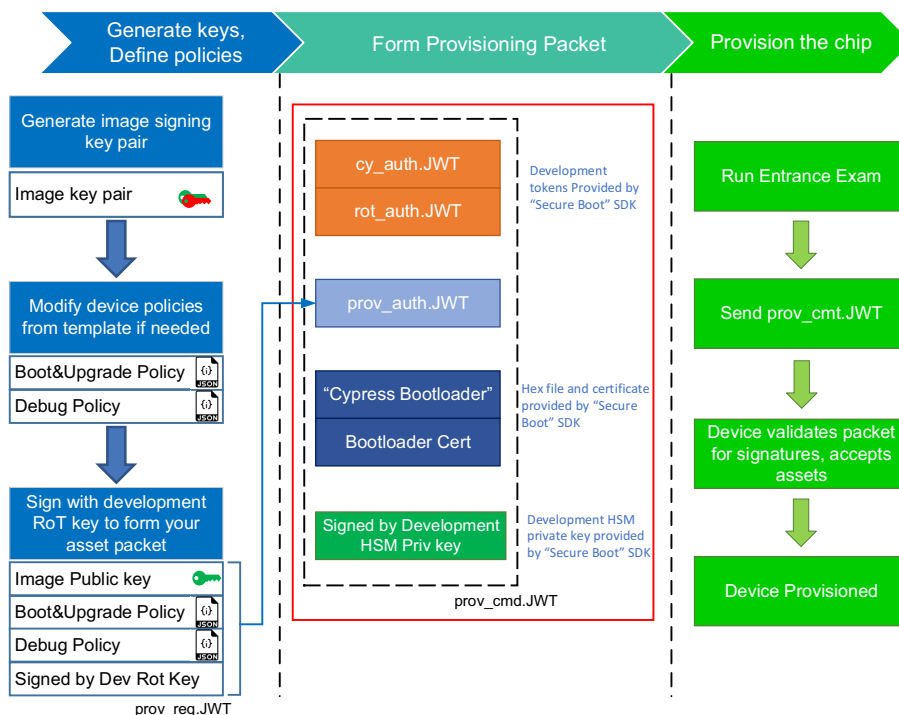 Generate keys,
Define policies
Form Provisioning Packet
Provision the chip
Generate image signing
key pair
Image key pair
Modify device policies
from template if needed
Boot&Upgrade Policy
{i}
JSON
Debug Policy
{i}
JSON
Sign with development
RoT key to form your
asset packet
Image Public key
Boot&Upgrade Policy
{i}
JSON
Debug Policy
{i}
JSON
Signed by Dev Rot Key
prov_req.JWT
cy_auth.JWT
rot_auth.JWT
Development
tokens Provided by
“Secure Boot” SDK
prov_auth.JWT
“Cypress Bootloader”
Bootloader Cert
Hex file and certificate
provided by “Secure
Boot” SDK
Signed by Development
HSM Priv key
Development HSM
private key provided
by “Secure Boot” SDK
prov_cmd.JWT
Run Entrance Exam
Send prov_cmt.JWT
Device validates packet
for signatures, accepts
assets
Device Provisioned